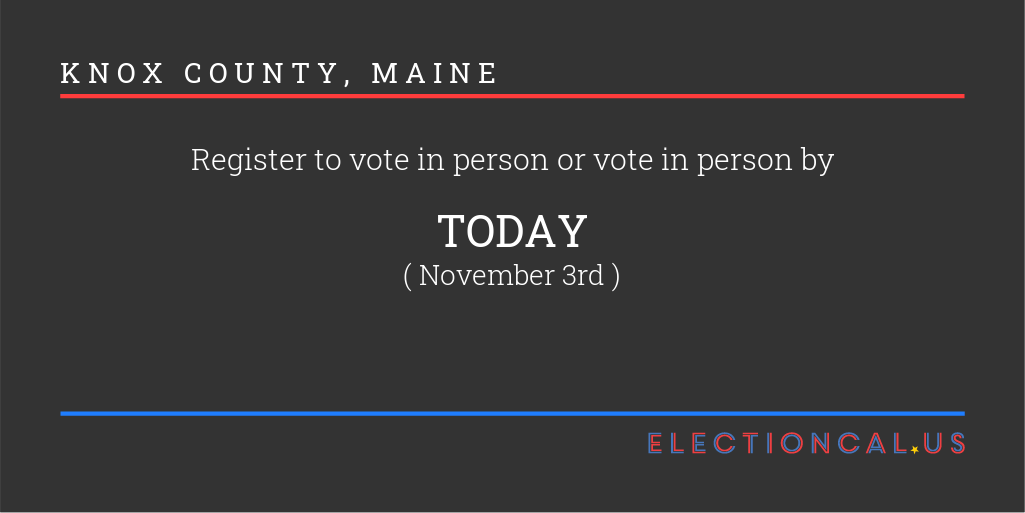 KNOX COUNTY, MAINE
Register to vote in person or vote in person by
TODAY
( November 3rd )
ELECTIONCAL.US